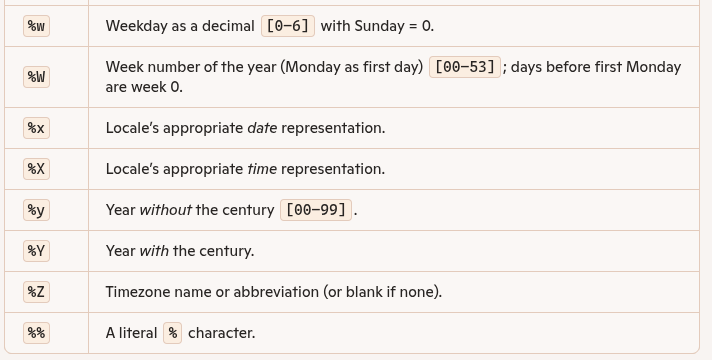 %w Weekday as a decimal [0–6] with Sunday = 0.
%W Week number of the year (Monday as first day) [00–53]; days before first Monday
are week 0.
%x Locale’s appropriate date representation.
%X Locale’s appropriate time representation.
%y Year without the century [00–99].
%Y Year with the century.
%Z Timezone name or abbreviation (or blank if none).
%% A literal % character.